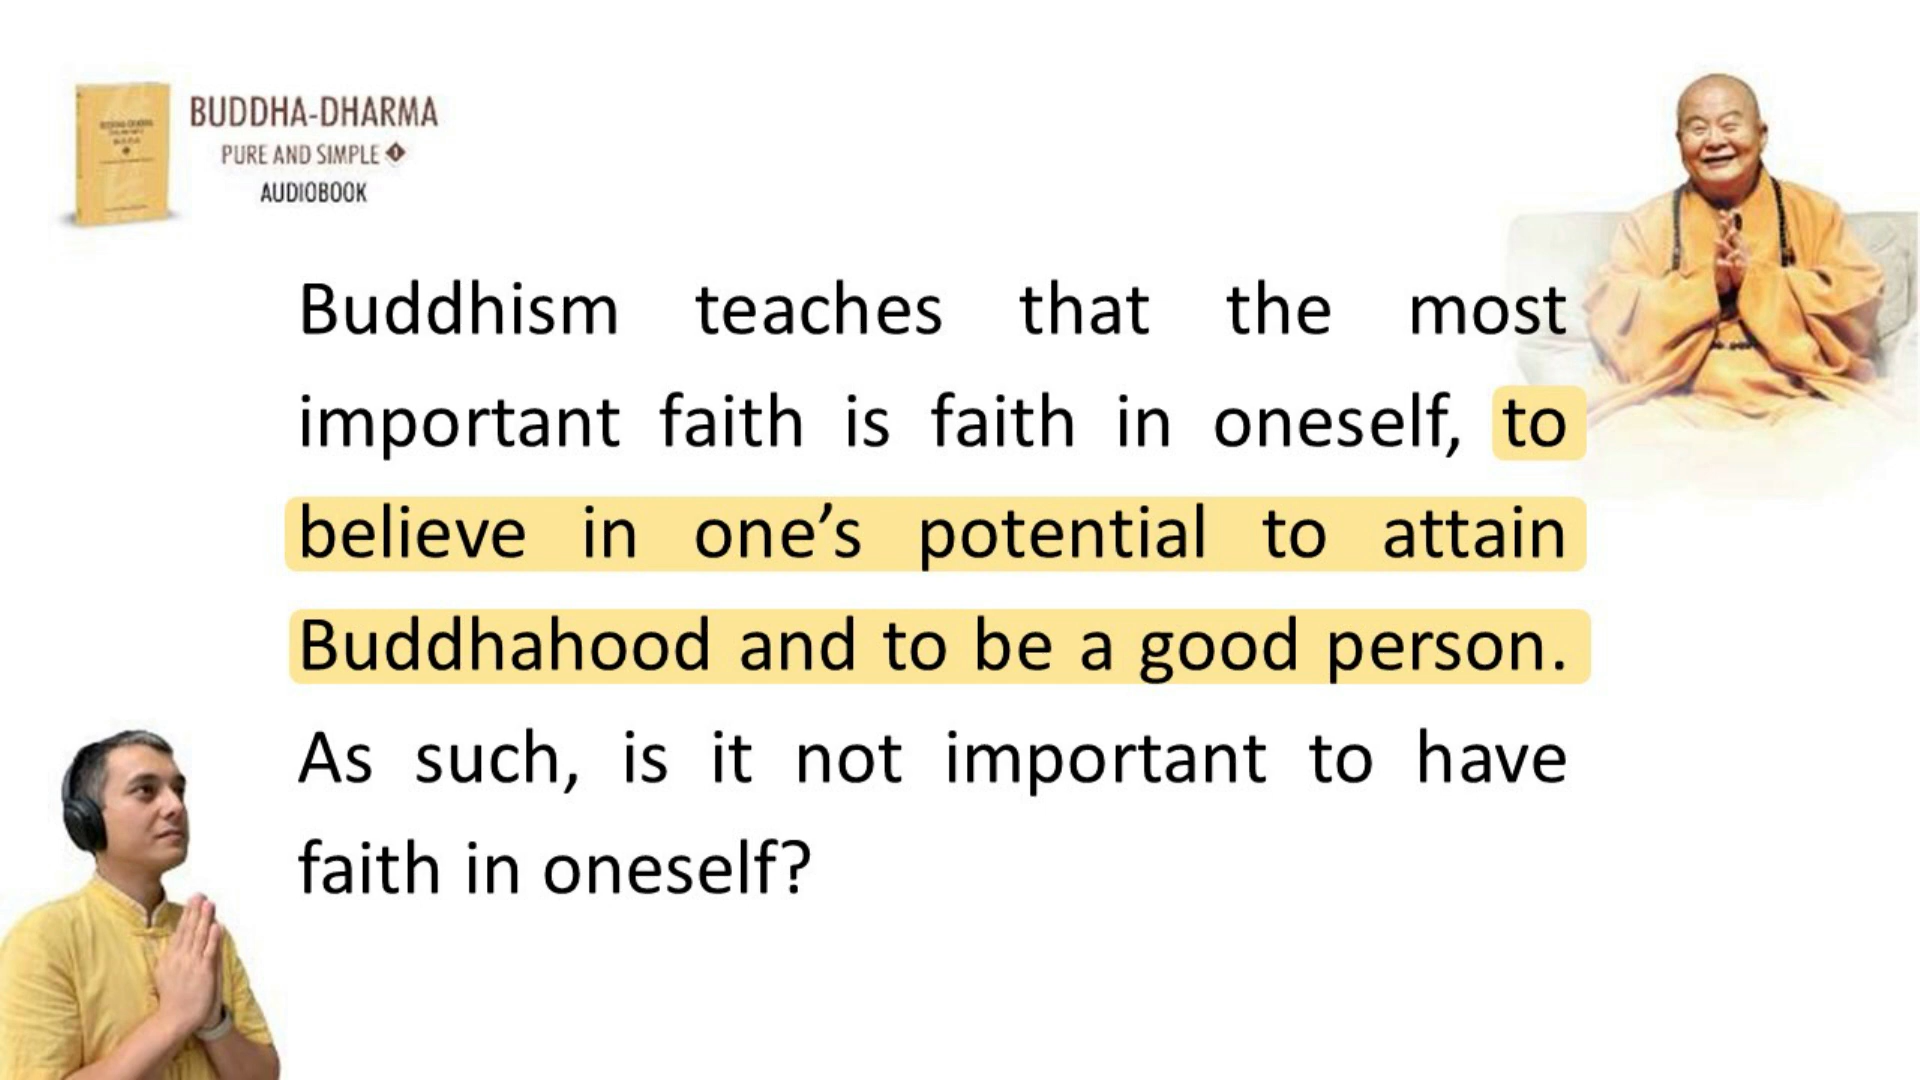 BUDDHA-DHARMA
PURE AND SIMPLE 1
AUDIOBOOK
Buddhism teaches that the most
important faith is faith in oneself, to
believe in one’s potential to attain
Buddhahood and to be a good person.
As such, is it not important to have
faith in oneself?